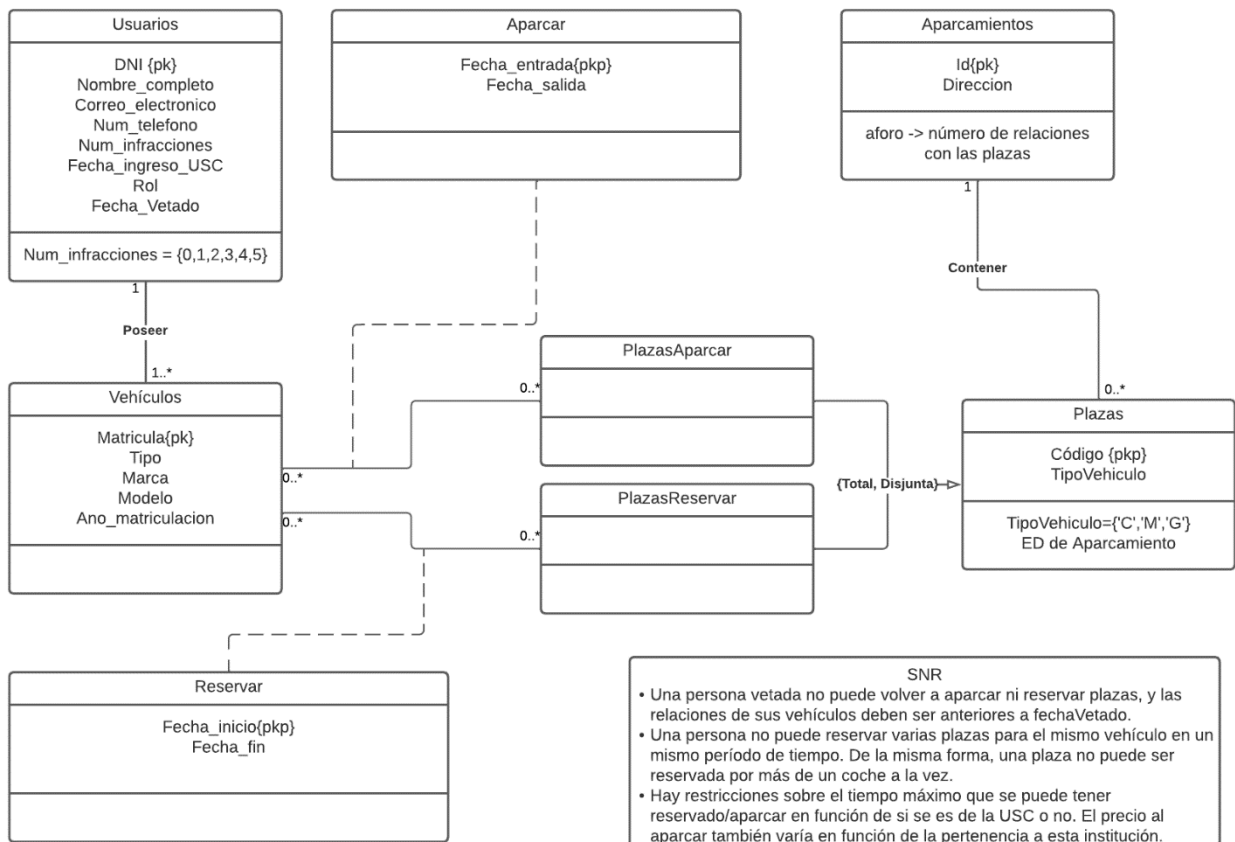 Usuarios
DNI {pk}
Nombre_completo
Correo_electronico
Num_telefono
Num_infracciones
Fecha_ingreso_USC
Rol
Fecha_Vetado
Num_infracciones = {0,1,2,3,4,5}
Aparcar
Fecha_entrada{pkp}
Fecha_salida
Aparcamientos
Id{pk}
Direccion
aforo -> número de relaciones
con las plazas
1
Poseer
1..*
1
Contener
0..*
Vehículos
Matricula{pk}
Tipo
Marca
Modelo
Ano_matriculacion
0..*
0..*
0..*
0..*
PlazasAparcar
PlazasReservar
{Total, Disjunta}
Plazas
Código {pkp}
TipoVehiculo
TipoVehiculo={'C','M','G'}
ED de Aparcamiento
Reservar
Fecha_inicio{pkp}
Fecha_fin
SNR
• Una persona vetada no puede volver a aparcar ni reservar plazas, y las
relaciones de sus vehículos deben ser anteriores a fechaVetado.
• Una persona no puede reservar varias plazas para el mismo vehículo en un
mismo período de tiempo. De la misma forma, una plaza no puede ser
reservada por más de un coche a la vez.
• Hay restricciones sobre el tiempo máximo que se puede tener
reservado/aparcar en función de si se es de la USC o no. El precio al
aparcar también varía en función de la pertenencia a esta institución.